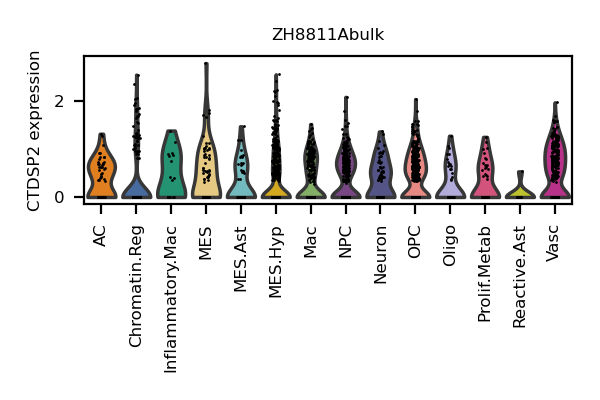 ZH8811Abulk
CTDSP2 expression
2
0
AC
Chromatin.Reg
Inflammatory.Mac
MES
MES.Ast
MES.Hyp
Mac
NPC
Neuron
OPC
Oligo
Prolif.Metab
Reactive.Ast
Vasc